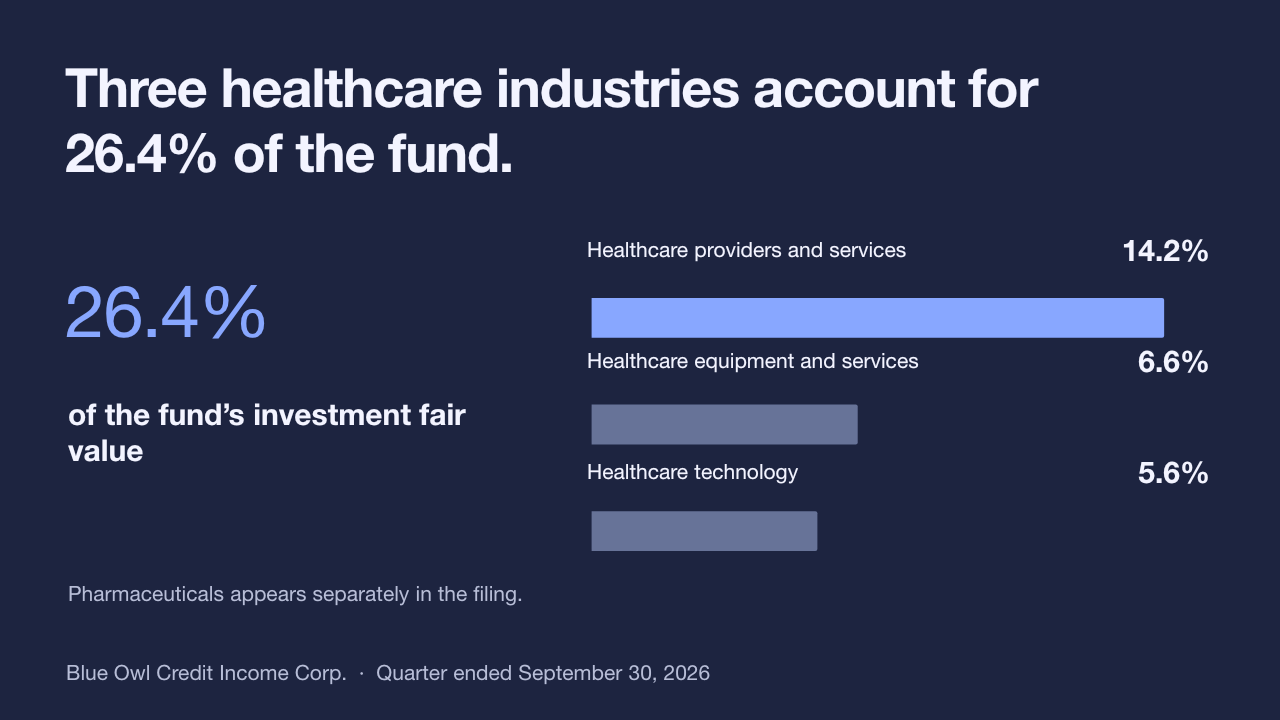 Three healthcare industries account for
26.4% of the fund.
26.4%
of the fund’s investment fair
value
Healthcare providers and services 14.2%
Healthcare equipment and services 6.6%
Healthcare technology 5.6%
Pharmaceuticals appears separately in the filing.
Blue Owl Credit Income Corp. · Quarter ended September 30, 2026